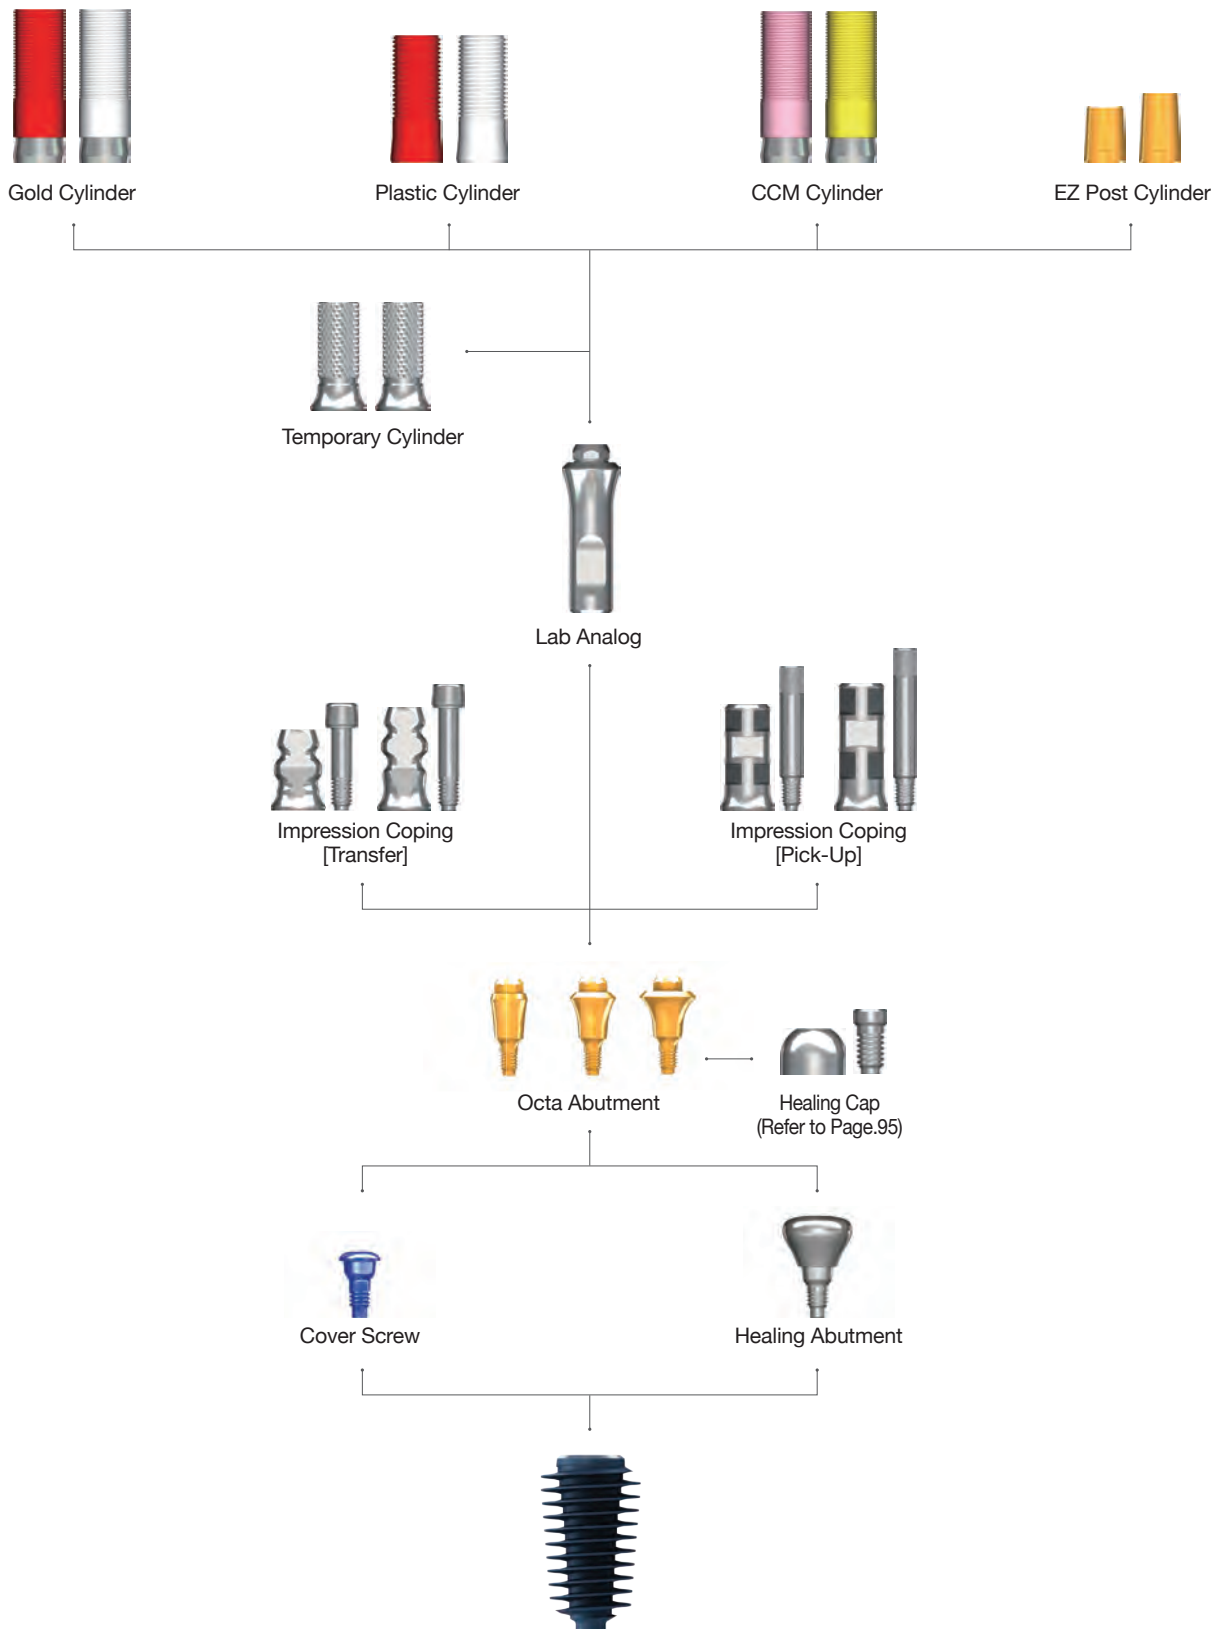 Gold Cylinder
Plastic Cylinder
CCM Cylinder
EZ Post Cylinder
Temporary Cylinder
Lab Analog
Impression Coping
[Transfer]
Impression Coping
[Pick-Up]
Octa Abutment
Healing Cap
(Refer to Page.95)
Cover Screw
Healing Abutment